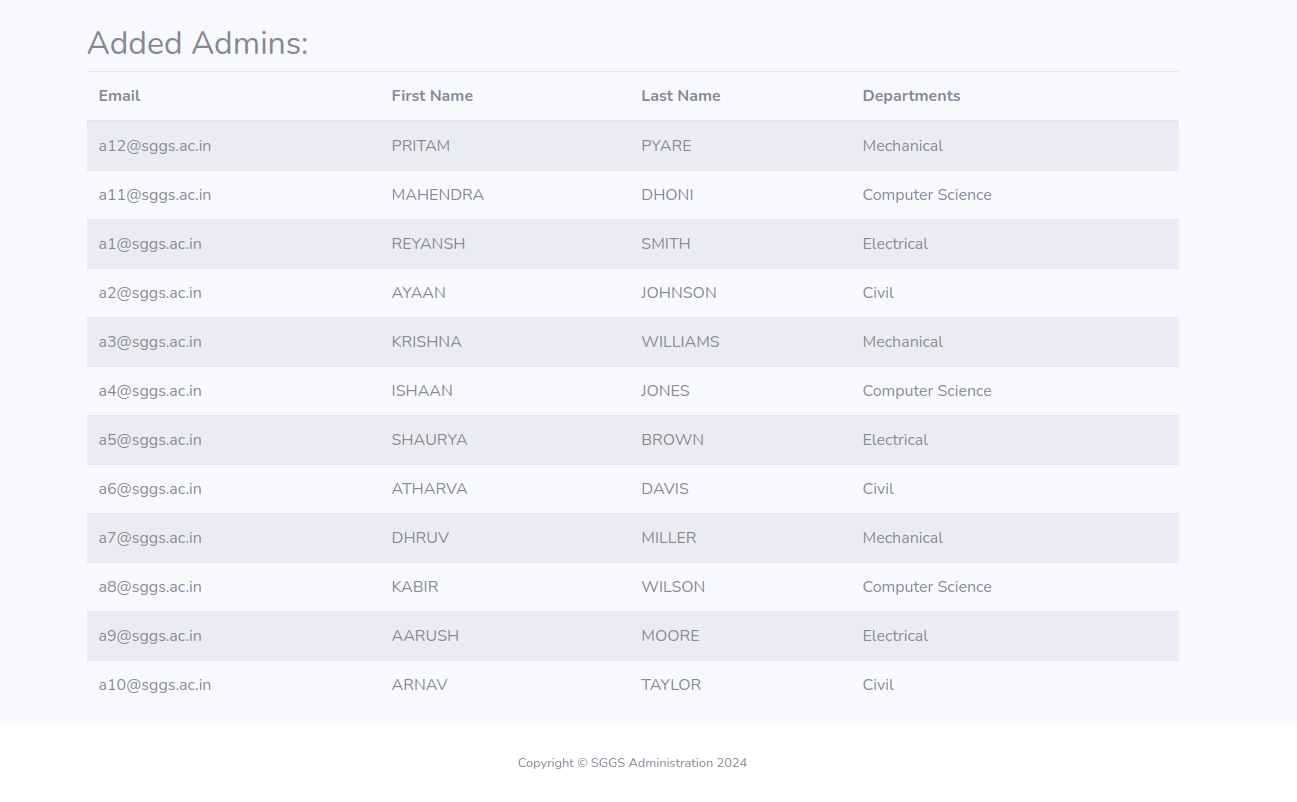 Added Admins:
Email First Name Last Name Departments
a12@sggs.ac.in PRITAM PYARE Mechanical
a11@sggs.ac.in MAHENDRA DHONI Computer Science
a1@sggs.ac.in REYANSH SMITH Electrical
a2@sggs.ac.in AYAAN JOHNSON Civil
a3@sggs.ac.in KRISHNA WILLIAMS Mechanical
a4@sggs.ac.in ISHAAN JONES Computer Science
a5@sggs.ac.in SHAURYA BROWN Electrical
a6@sggs.ac.in ATHARVA DAVIS Civil
a7@sggs.ac.in DHRUV MILLER Mechanical
a8@sggs.ac.in KABIR WILSON Computer Science
a9@sggs.ac.in AARUSH MOORE Electrical
a10@sggs.ac.in ARNAV TAYLOR Civil
Copyright © SGGS Administration 2024